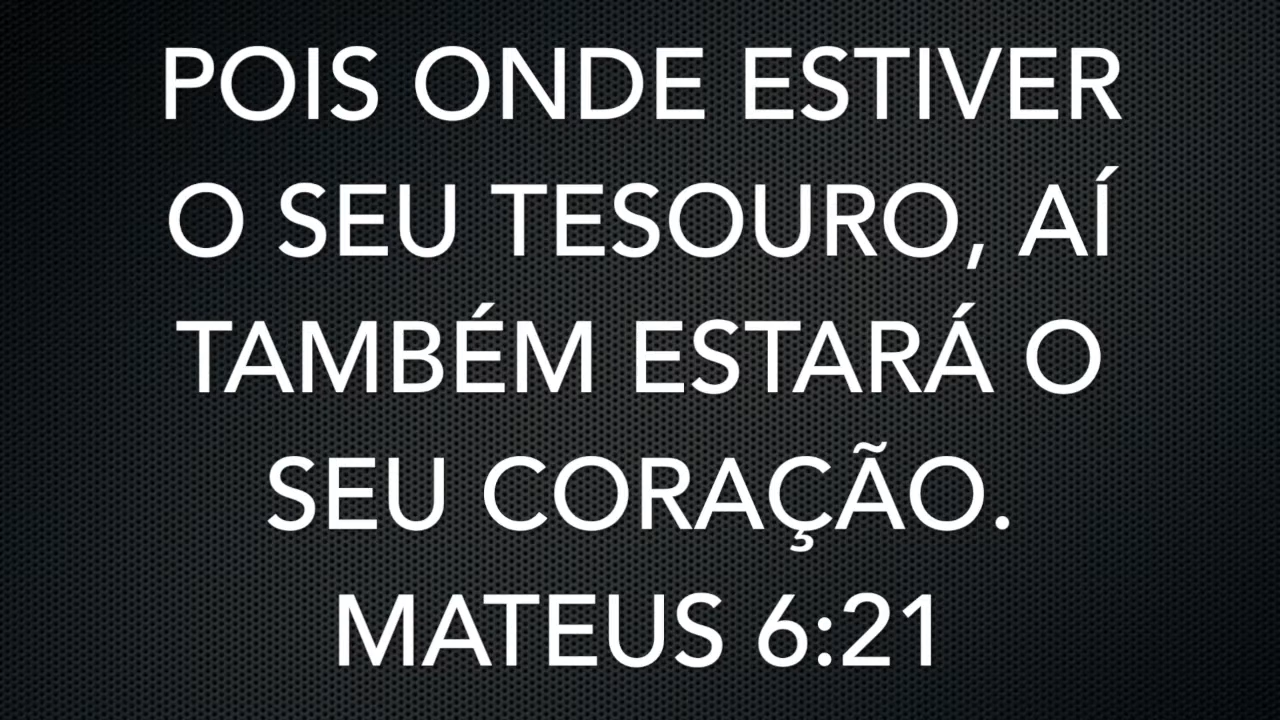 POIS ONDE ESTIVER
O SEU TESOURO, AÍ
TAMBÉM ESTARÁ O
SEU CORAÇÃO.
MATEUS 6:21